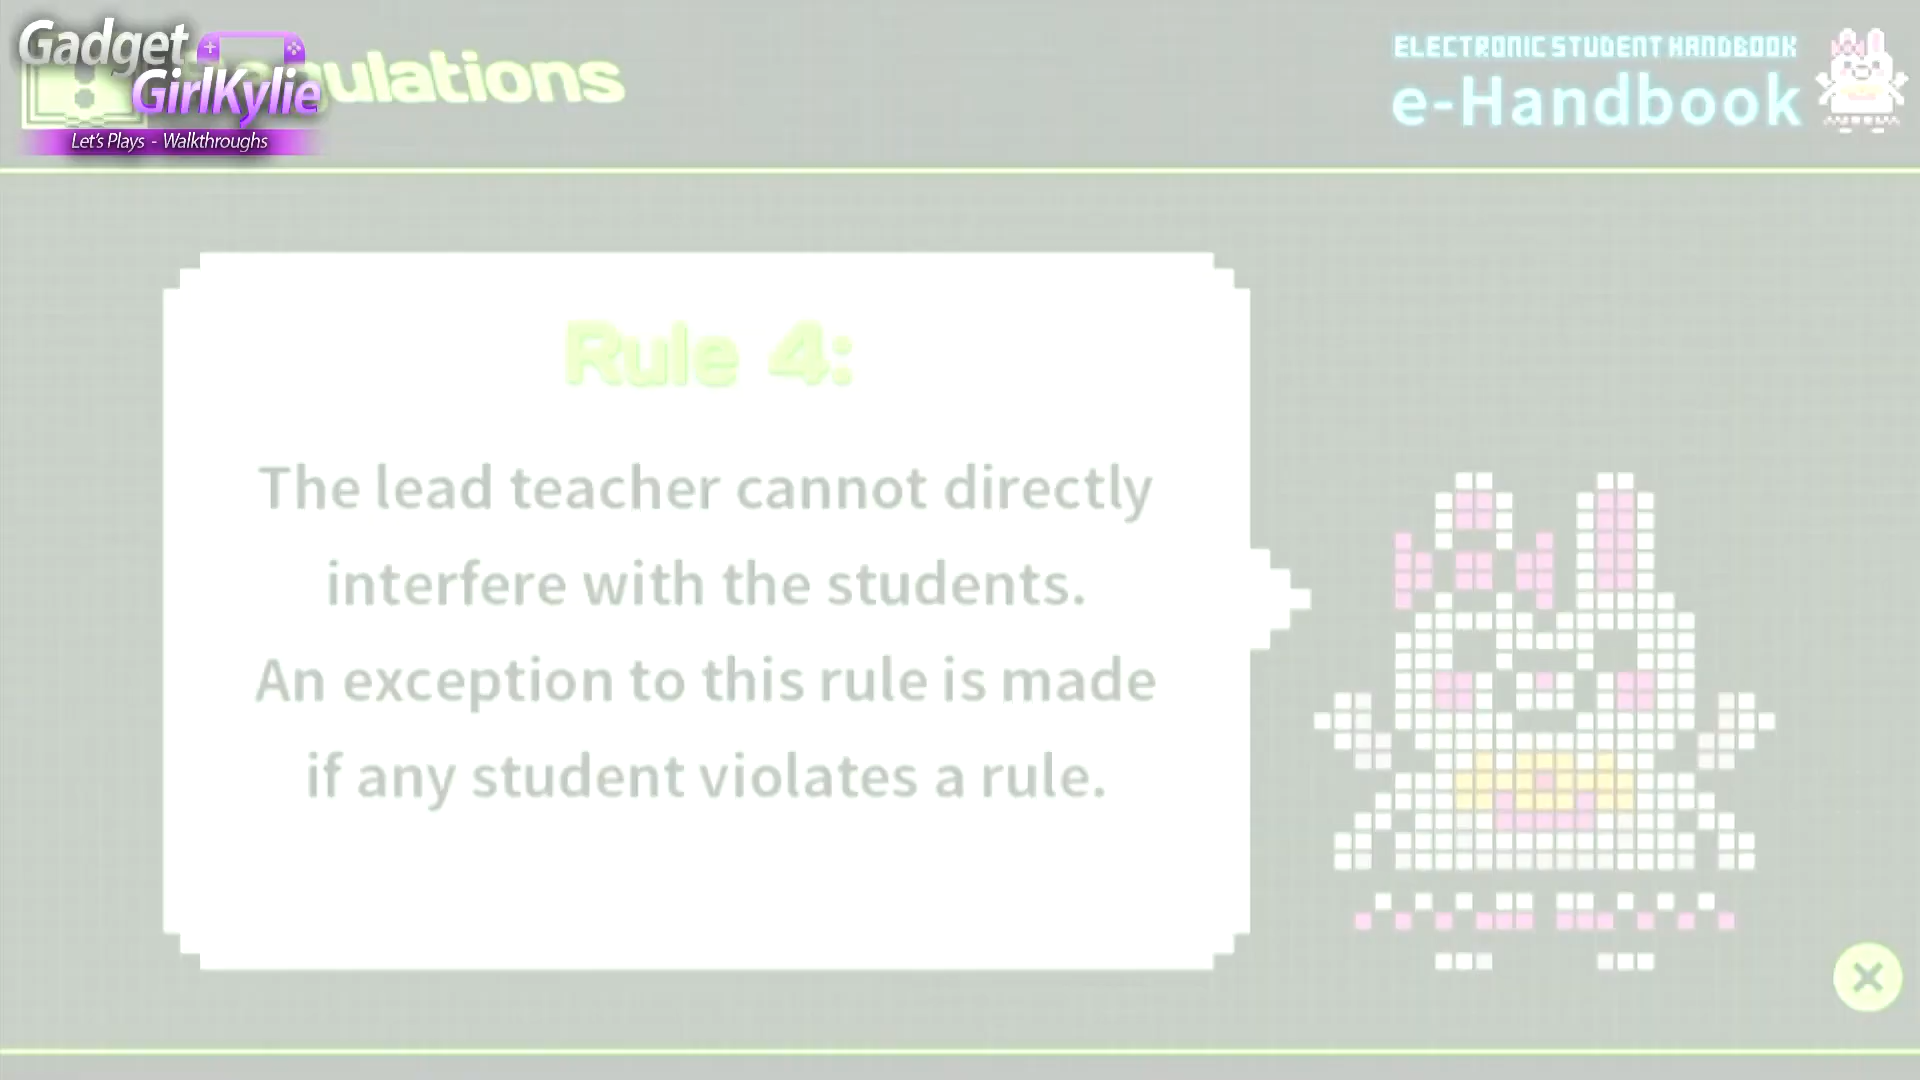 Gadget
GirlKylie
Let's Plays - Walkthroughs
ELECTRONIC STUDENT HANDBOOK
e-Handbook
Rule 4:
The lead teacher cannot directly
interfere with the students.
An exception to this rule is made
if any student violates a rule.